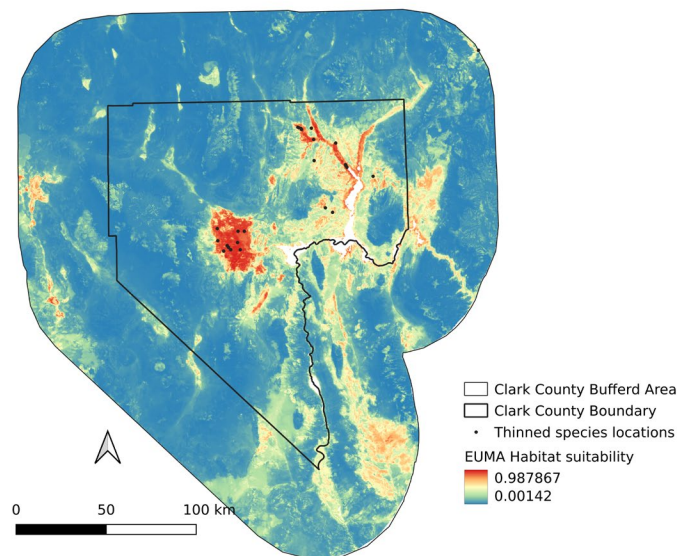 Clark County Bufferd Area
Clark County Boundary
Thinned species locations
EUMA Habitat suitability
0.987867
0.00142
0 50 100 km